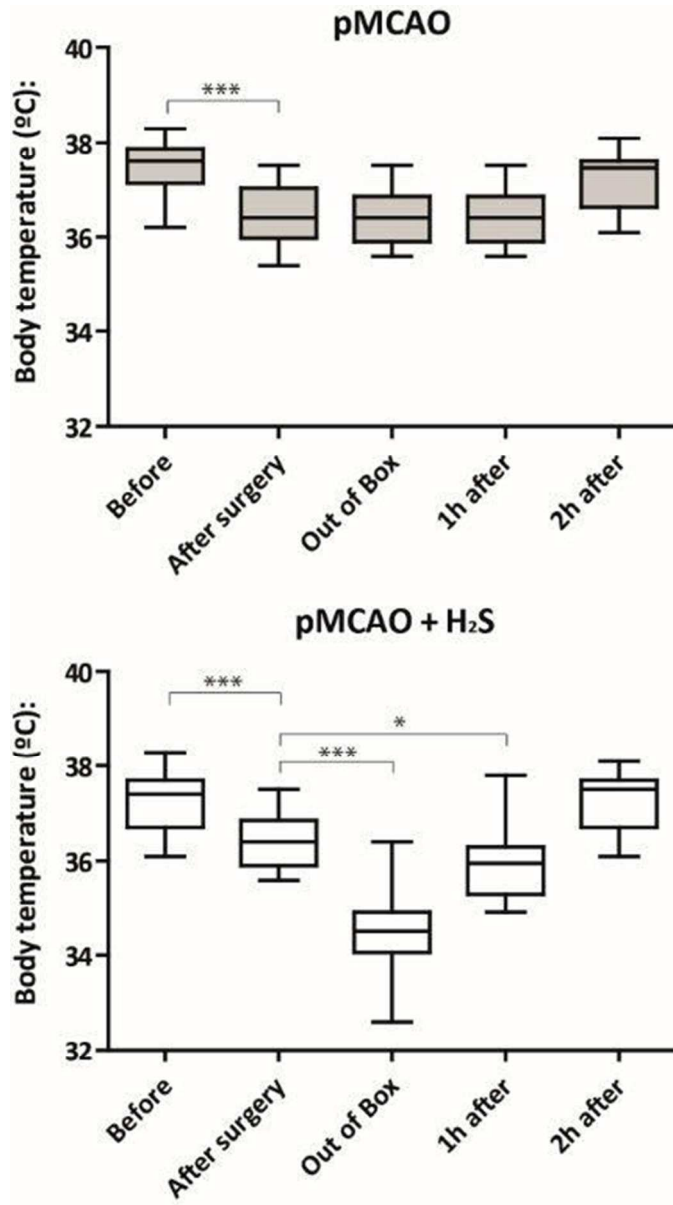 pMCAO
Body temperature (ºC):
40
38
36
34
32
***
Before
After surgery
Out of Box
1h after
2h after
pMCAO + H₂S
Body temperature (ºC):
40
38
36
34
32
***
*
***
Before
After surgery
Out of Box
1h after
2h after